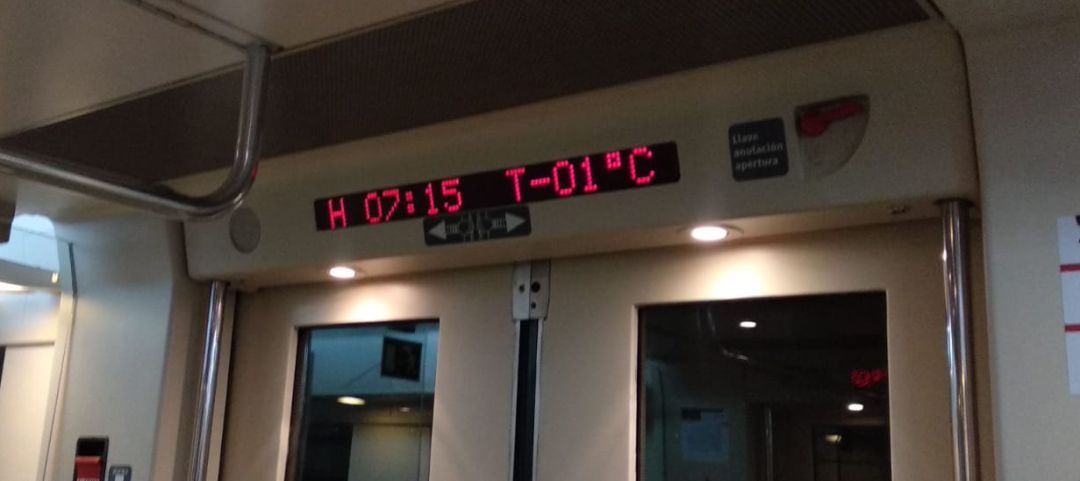 H 07:15 T-01°C
Llave
anulación
apertura